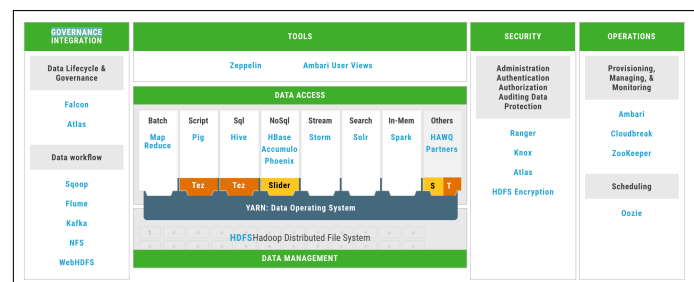 GOVERNANCE
INTEGRATION
Data Lifecycle &
Governance
Falcon
Atlas
Data workflow
Sqoop
Flume
Kafka
NFS
WebHDFS
TOOLS
Zeppelin Ambari User Views
DATA ACCESS
Batch Script Sql NoSql Stream Search In-Mem Others
Map Pig Hive HBase Storm Solr Spark HAWQ
Reduce Accumulo Partners
Phoenix
Tez Tez Slider S T
YARN: Data Operating System
1
HDFSHadoop Distributed File System
DATA MANAGEMENT
SECURITY
Administration
Authentication
Authorization
Auditing Data
Protection
Ranger
Knox
Atlas
HDFS Encryption
OPERATIONS
Provisioning,
Managing, &
Monitoring
Ambari
Cloudbreak
ZooKeeper
Scheduling
Oozie